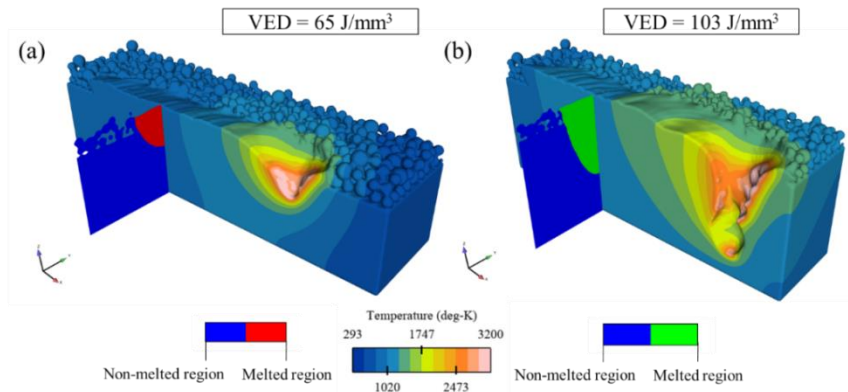 VED = 65 J/mm³
VED = 103 J/mm³
(a)
(b)
Temperature (deg-K)
293 1747 3200
1020 2473
Non-melted region Melted region
Non-melted region Melted region